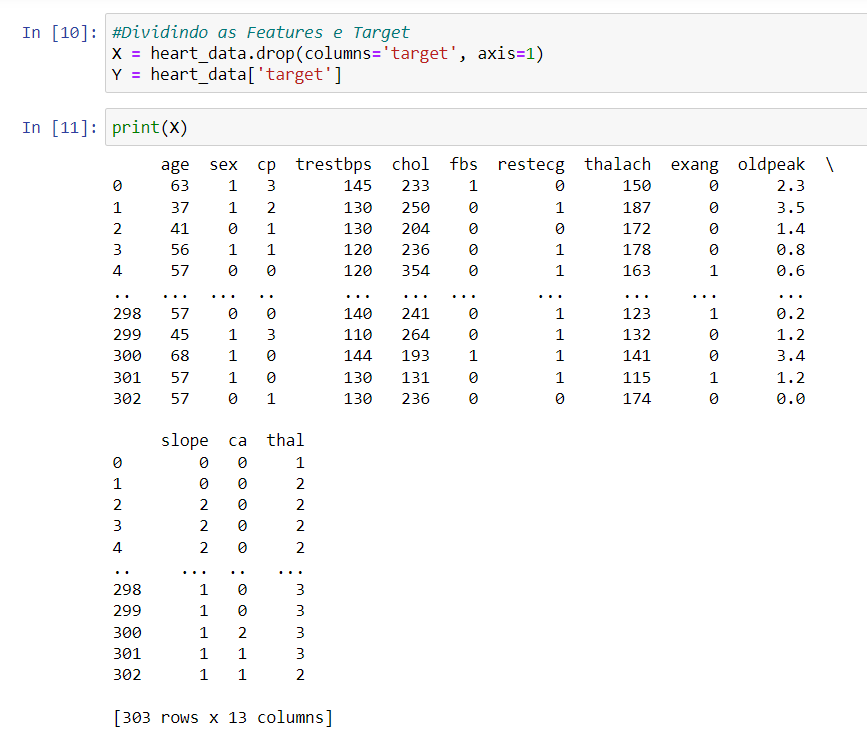 In [10]: #Dividindo as Features e Target
X = heart_data.drop(columns='target', axis=1)
Y = heart_data['target']
In [11]: print(X)
age sex cp trestbps chol fbs restecg thalach exang oldpeak \
0 63 1 3 145 233 1 0 150 0 2.3
1 37 1 2 130 250 0 1 187 0 3.5
2 41 0 1 130 204 0 0 172 0 1.4
3 56 1 1 120 236 0 1 178 0 0.8
4 57 0 0 120 354 0 1 163 1 0.6
.. ... ... .. ... ... ... ... ... ... ...
298 57 0 0 140 241 0 1 123 1 0.2
299 45 1 3 110 264 0 1 132 0 1.2
300 68 1 0 144 193 1 1 141 0 3.4
301 57 1 0 130 131 0 1 115 1 1.2
302 57 0 1 130 236 0 0 174 0 0.0
slope ca thal
0 0 0 1
1 0 0 2
2 2 0 2
3 2 0 2
4 2 0 2
.. ... .. ...
298 1 0 3
299 1 0 3
300 1 2 3
301 1 1 3
302 1 1 2
[303 rows x 13 columns]